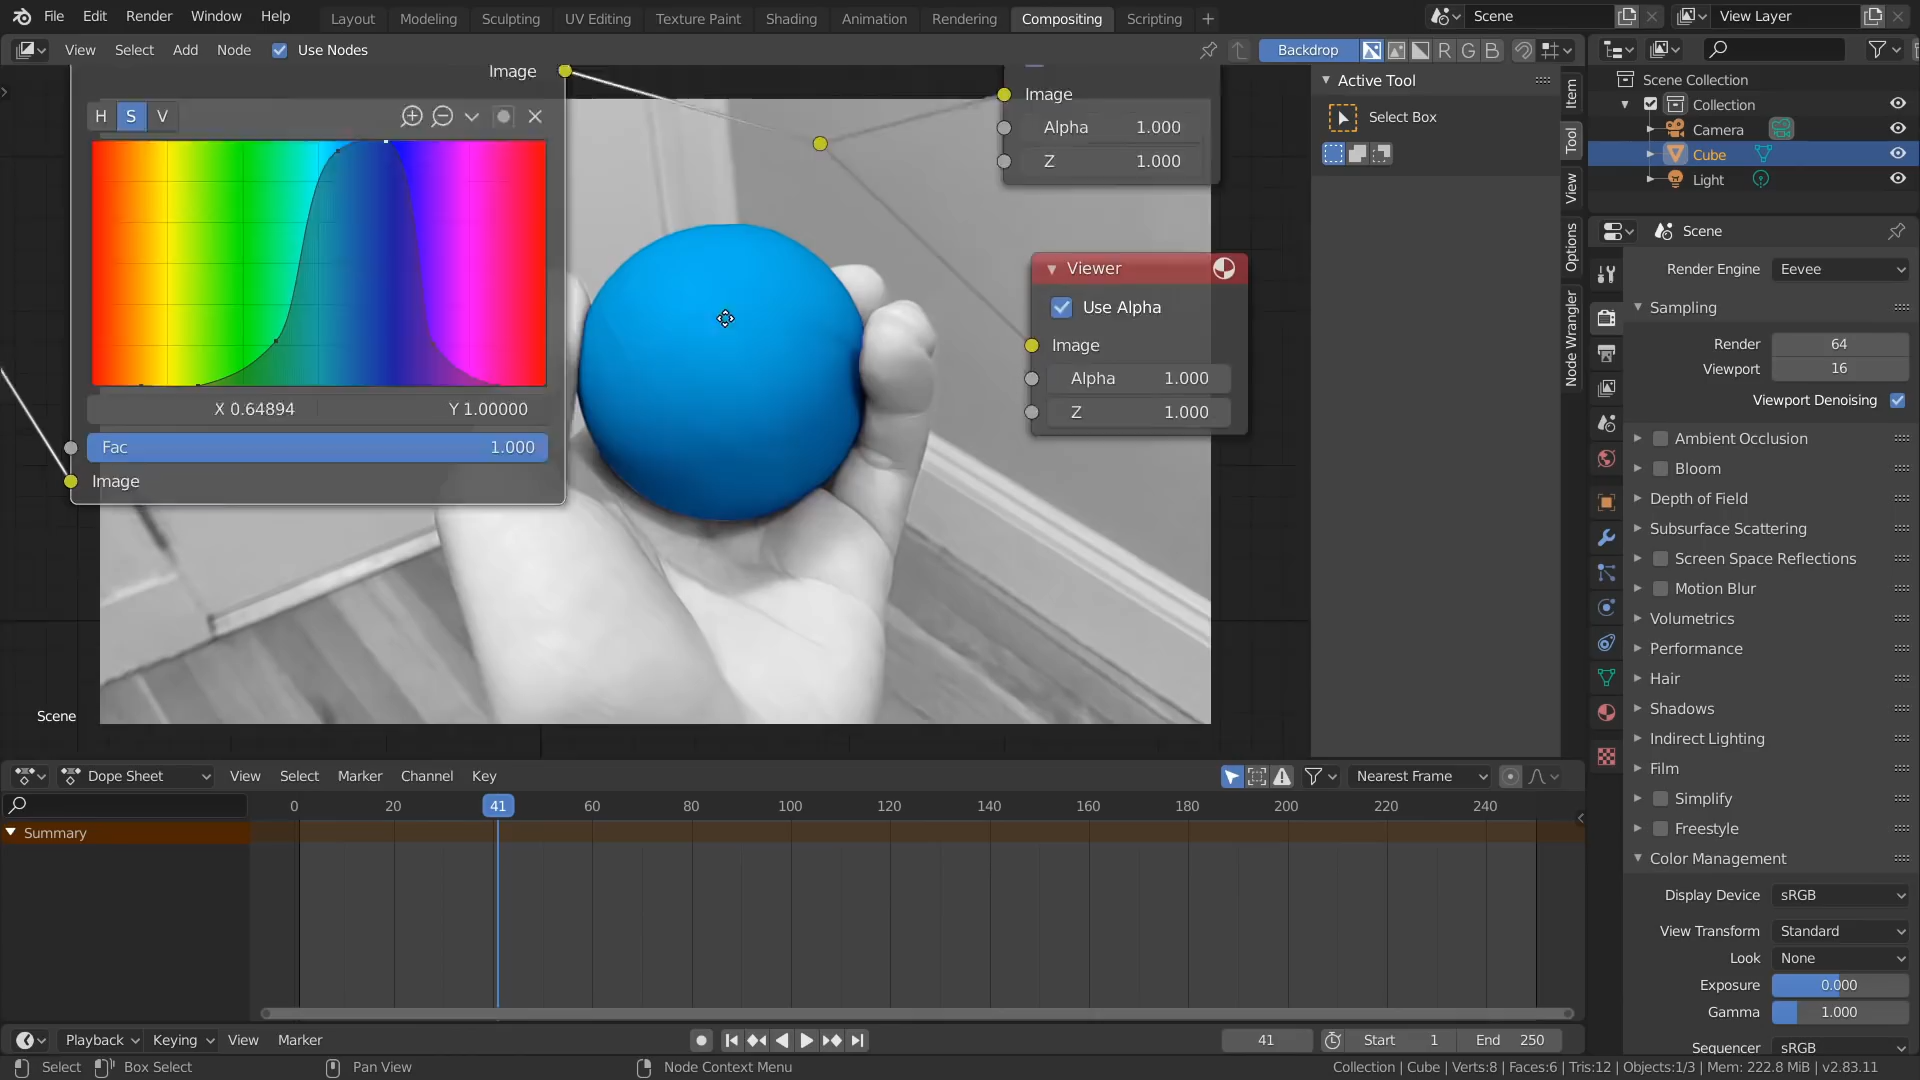 File Edit Render Window Help Layout Modeling Sculpting UV Editing Texture Paint Shading Animation Rendering Compositing Scripting + Scene View Layer
View Select Add Node Use Nodes Backdrop R G B
Image
H S V
X 0.64894 Y 1.00000
Fac 1.000
Image
Image
Alpha 1.000
Z 1.000
Viewer
Use Alpha
Image
Alpha 1.000
Z 1.000
Scene
Active Tool
Select Box
Item
Tool
View
Options
Node Wrangler
Scene Collection
Collection
Camera
Cube
Light
Scene
Render Engine Eevee
Sampling
Render 64
Viewport 16
Viewport Denoising
Ambient Occlusion
Bloom
Depth of Field
Subsurface Scattering
Screen Space Reflections
Motion Blur
Volumetrics
Performance
Hair
Shadows
Indirect Lighting
Film
Simplify
Freestyle
Color Management
Display Device sRGB
View Transform Standard
Look None
Exposure 0.000
Gamma 1.000
Sequencer sRGB
Dope Sheet View Select Marker Channel Key Nearest Frame
0 20 41 60 80 100 120 140 160 180 200 220 240
Summary
Playback Keying View Marker 41 Start 1 End 250
Select Box Select Pan View Node Context Menu Collection | Cube | Verts:8 | Faces:6 | Tris:12 | Objects:1/3 | Mem: 222.8 MiB | v2.83.11